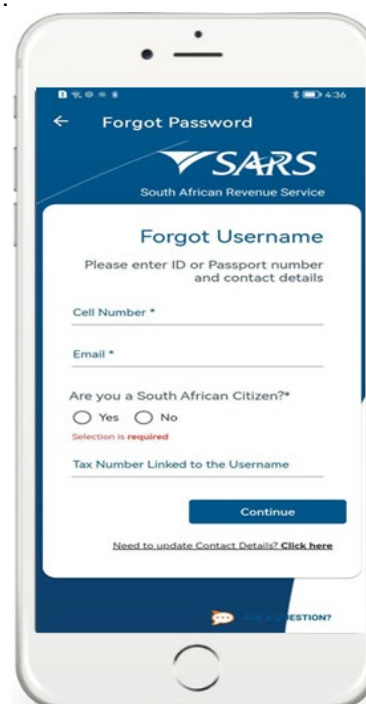 .
4:36
Forgot Password
SARS
South African Revenue Service
Forgot Username
Please enter ID or Passport number
and contact details
Cell Number *
Email *
Are you a South African Citizen?*
Yes No
Selection is required
Tax Number Linked to the Username
Continue
Need to update Contact Details? Click here
ASK A QUESTION?